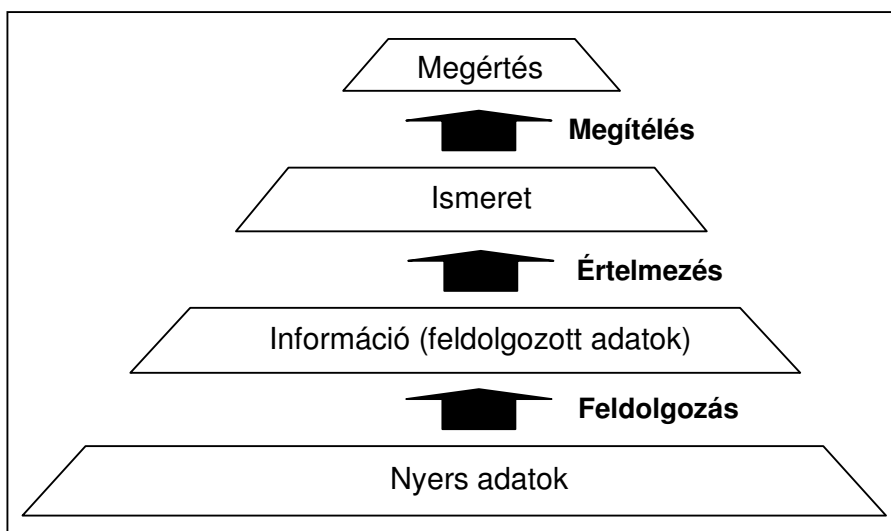 Megértés
Megítélés
Ismeret
Értelmezés
Információ (feldolgozott adatok)
Feldolgozás
Nyers adatok